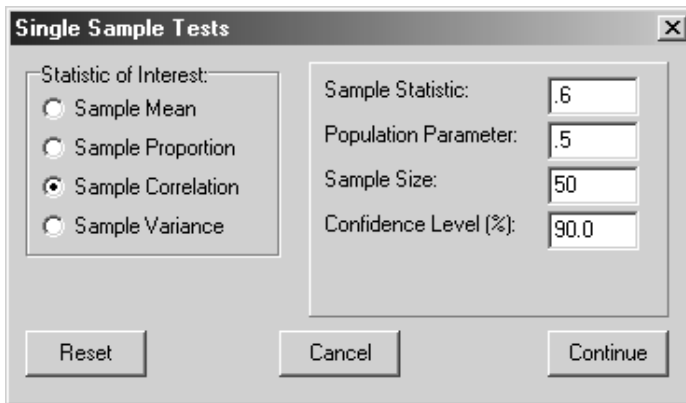 Single Sample Tests
Statistic of Interest:
Sample Mean
Sample Proportion
Sample Correlation
Sample Variance
Sample Statistic: .6
Population Parameter: .5
Sample Size: 50
Confidence Level (%): 90.0
Reset Cancel Continue